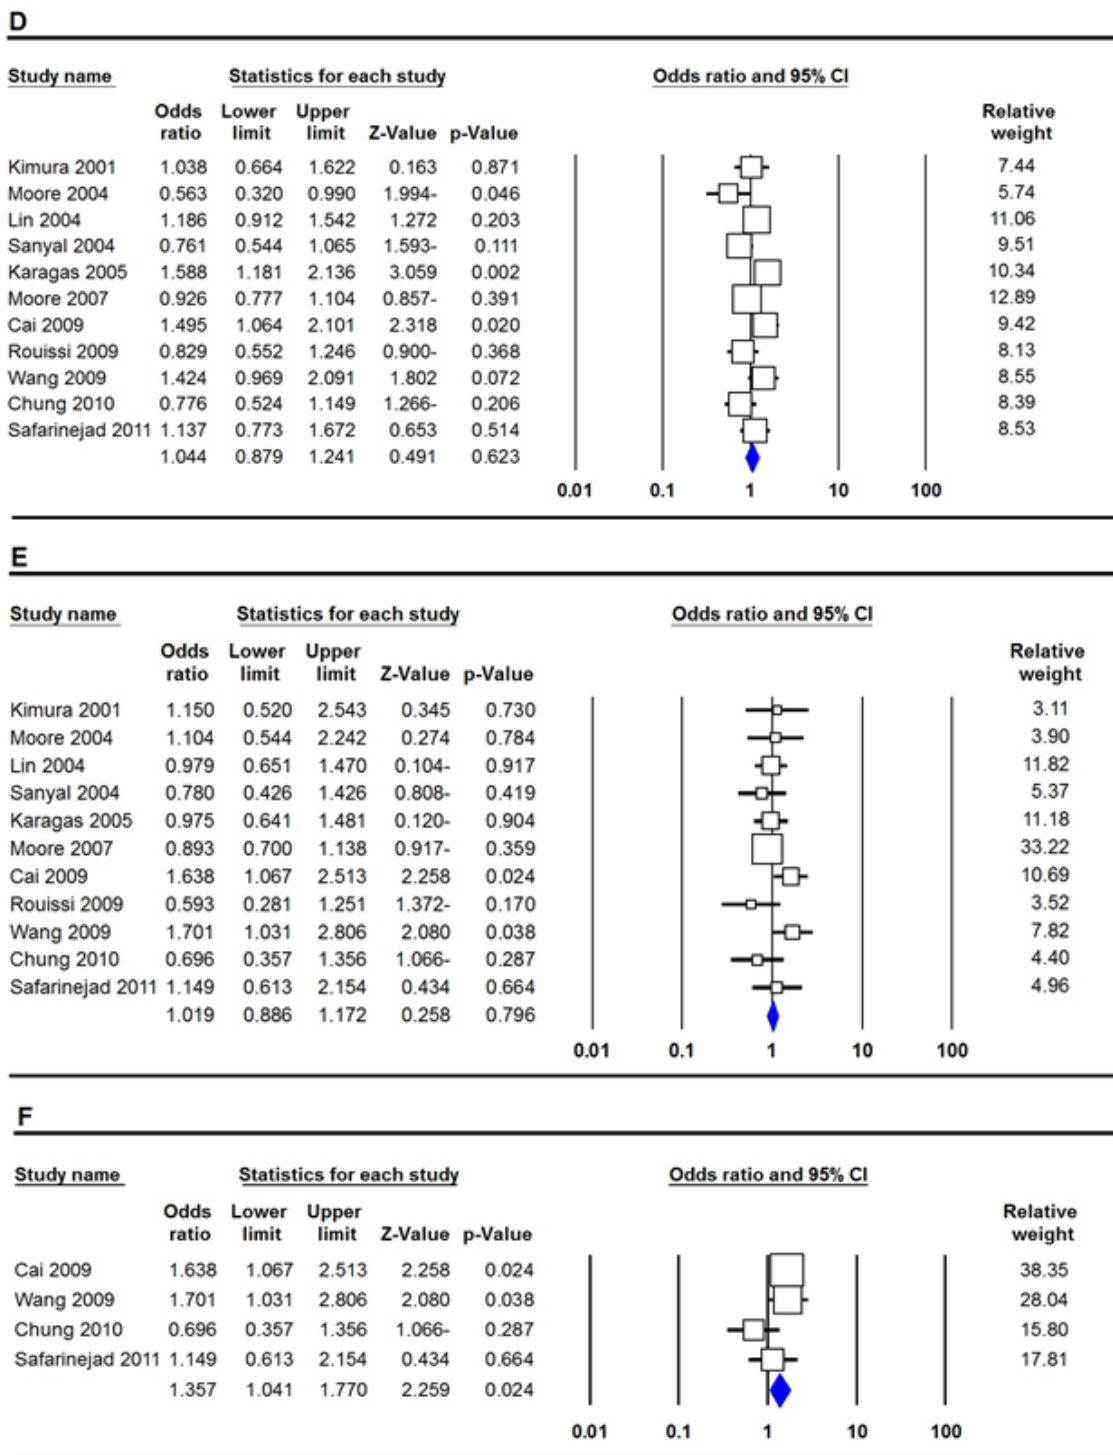 D
Study name Statistics for each study Odds ratio and 95% CI
Odds Lower Upper Relative
ratio limit limit Z-Value p-Value weight
Kimura 2001 1.038 0.664 1.622 0.163 0.871 7.44
Moore 2004 0.563 0.320 0.990 1.994- 0.046 5.74
Lin 2004 1.186 0.912 1.542 1.272 0.203 11.06
Sanyal 2004 0.761 0.544 1.065 1.593- 0.111 9.51
Karagas 2005 1.588 1.181 2.136 3.059 0.002 10.34
Moore 2007 0.926 0.777 1.104 0.857- 0.391 12.89
Cai 2009 1.495 1.064 2.101 2.318 0.020 9.42
Rouissi 2009 0.829 0.552 1.246 0.900- 0.368 8.13
Wang 2009 1.424 0.969 2.091 1.802 0.072 8.55
Chung 2010 0.776 0.524 1.149 1.266- 0.206 8.39
Safarinejad 2011 1.137 0.773 1.672 0.653 0.514 8.53
1.044 0.879 1.241 0.491 0.623
0.01 0.1 1 10 100
E
Study name Statistics for each study Odds ratio and 95% CI
Odds Lower Upper Relative
ratio limit limit Z-Value p-Value weight
Kimura 2001 1.150 0.520 2.543 0.345 0.730 3.11
Moore 2004 1.104 0.544 2.242 0.274 0.784 3.90
Lin 2004 0.979 0.651 1.470 0.104- 0.917 11.82
Sanyal 2004 0.780 0.426 1.426 0.808- 0.419 5.37
Karagas 2005 0.975 0.641 1.481 0.120- 0.904 11.18
Moore 2007 0.893 0.700 1.138 0.917- 0.359 33.22
Cai 2009 1.638 1.067 2.513 2.258 0.024 10.69
Rouissi 2009 0.593 0.281 1.251 1.372- 0.170 3.52
Wang 2009 1.701 1.031 2.806 2.080 0.038 7.82
Chung 2010 0.696 0.357 1.356 1.066- 0.287 4.40
Safarinejad 2011 1.149 0.613 2.154 0.434 0.664 4.96
1.019 0.886 1.172 0.258 0.796
0.01 0.1 1 10 100
F
Study name Statistics for each study Odds ratio and 95% CI
Odds Lower Upper Relative
ratio limit limit Z-Value p-Value weight
Cai 2009 1.638 1.067 2.513 2.258 0.024 38.35
Wang 2009 1.701 1.031 2.806 2.080 0.038 28.04
Chung 2010 0.696 0.357 1.356 1.066- 0.287 15.80
Safarinejad 2011 1.149 0.613 2.154 0.434 0.664 17.81
1.357 1.041 1.770 2.259 0.024
0.01 0.1 1 10 100